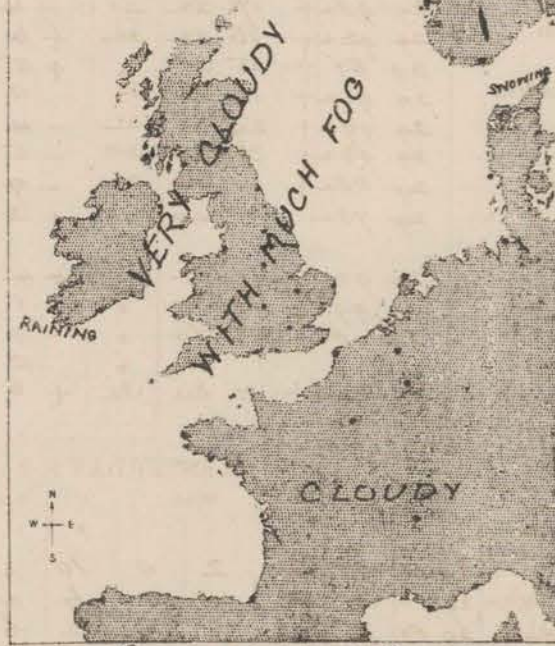 SNOWING
VERY CLOUDY
WITH MUCH FOG
RAINING
CLOUDY
N
W E
S